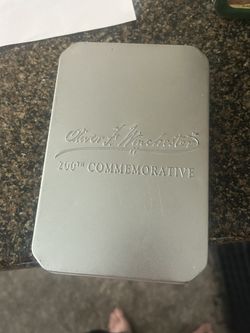 Oliver F. Winchester
200TH COMMEMORATIVE